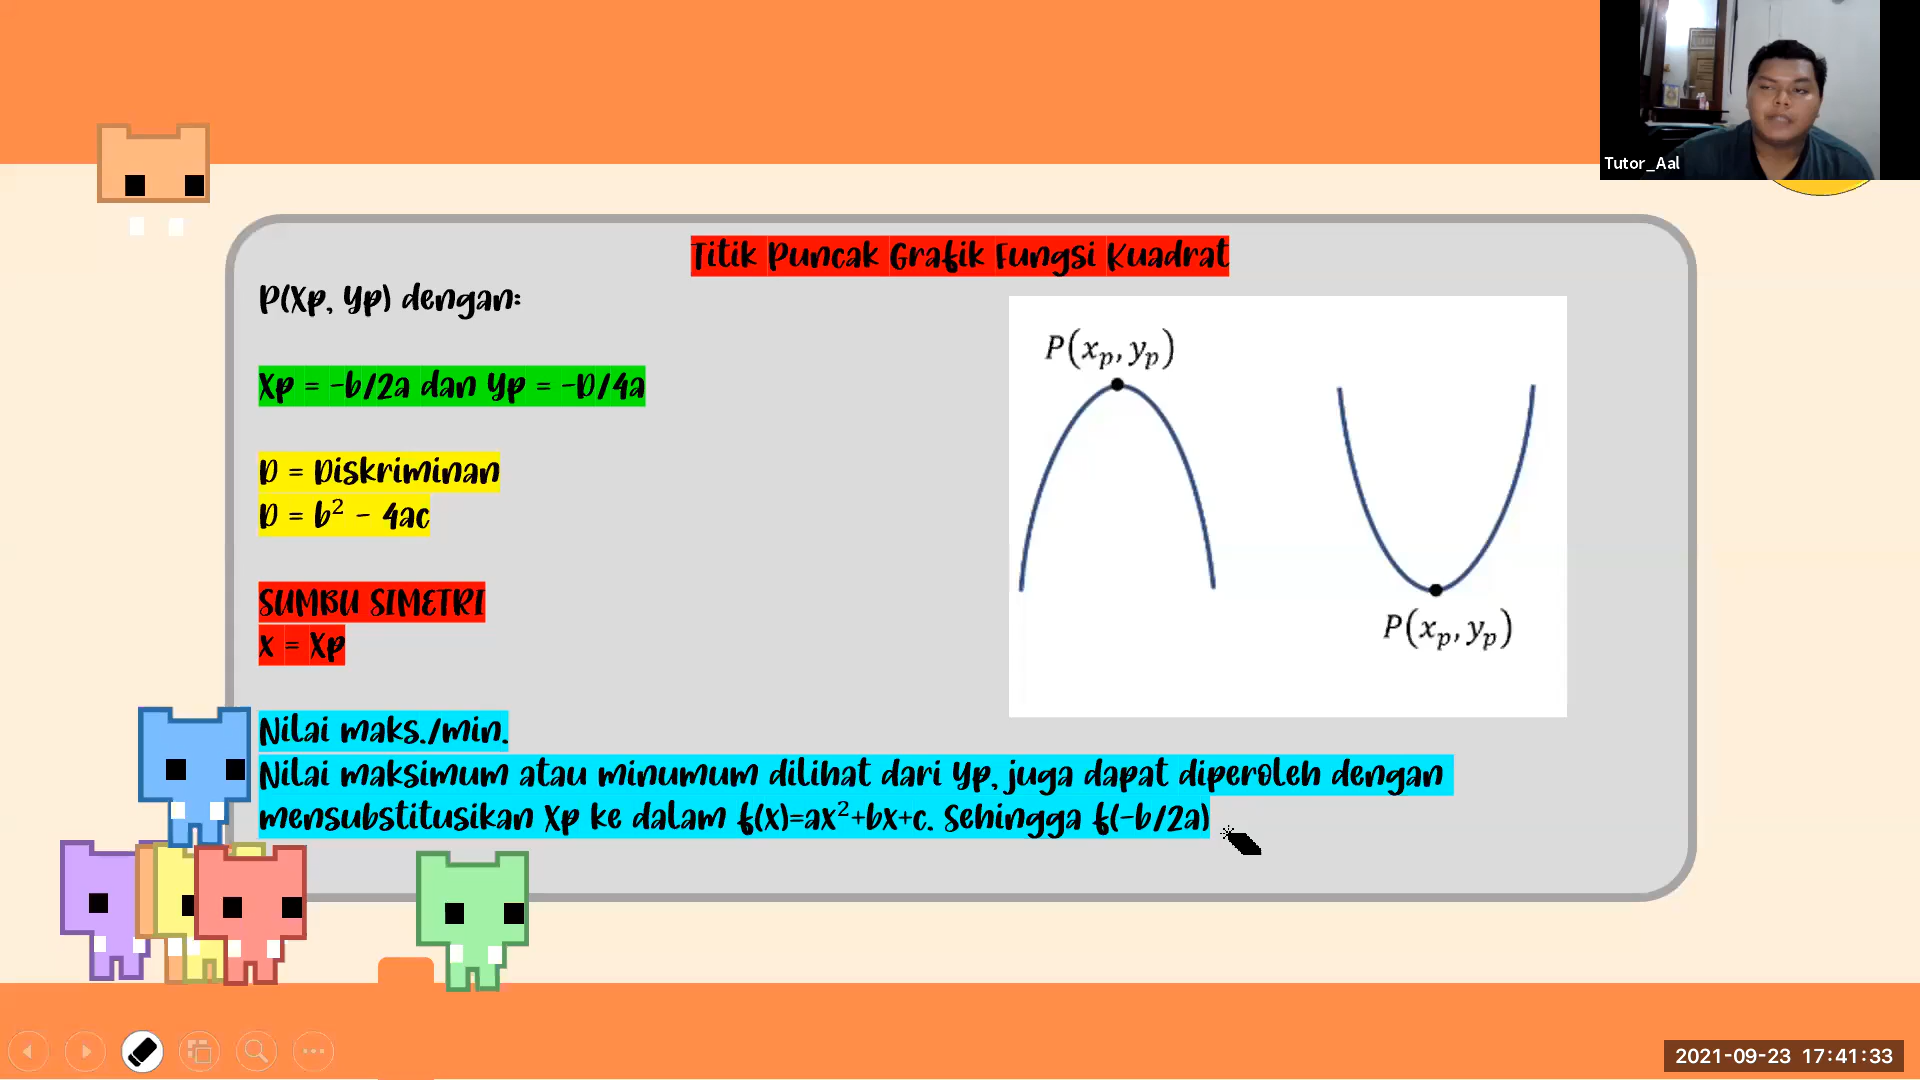 Tutor_Aal
Titik Puncak Grafik Fungsi Kuadrat
P(Xp, Yp) dengan:
Xp = -b/2a dan Yp = -D/4a
D = Diskriminan
D = b² - 4ac
SUMBU SIMETRI
x = Xp
Nilai maks./min.
Nilai maksimum atau minumum dilihat dari Yp, juga dapat diperoleh dengan
mensubstitusikan Xp ke dalam f(x)=ax²+bx+c. Sehingga f(-b/2a)
P(xₚ, yₚ)
P(xₚ, yₚ)
2021-09-23 17:41:33